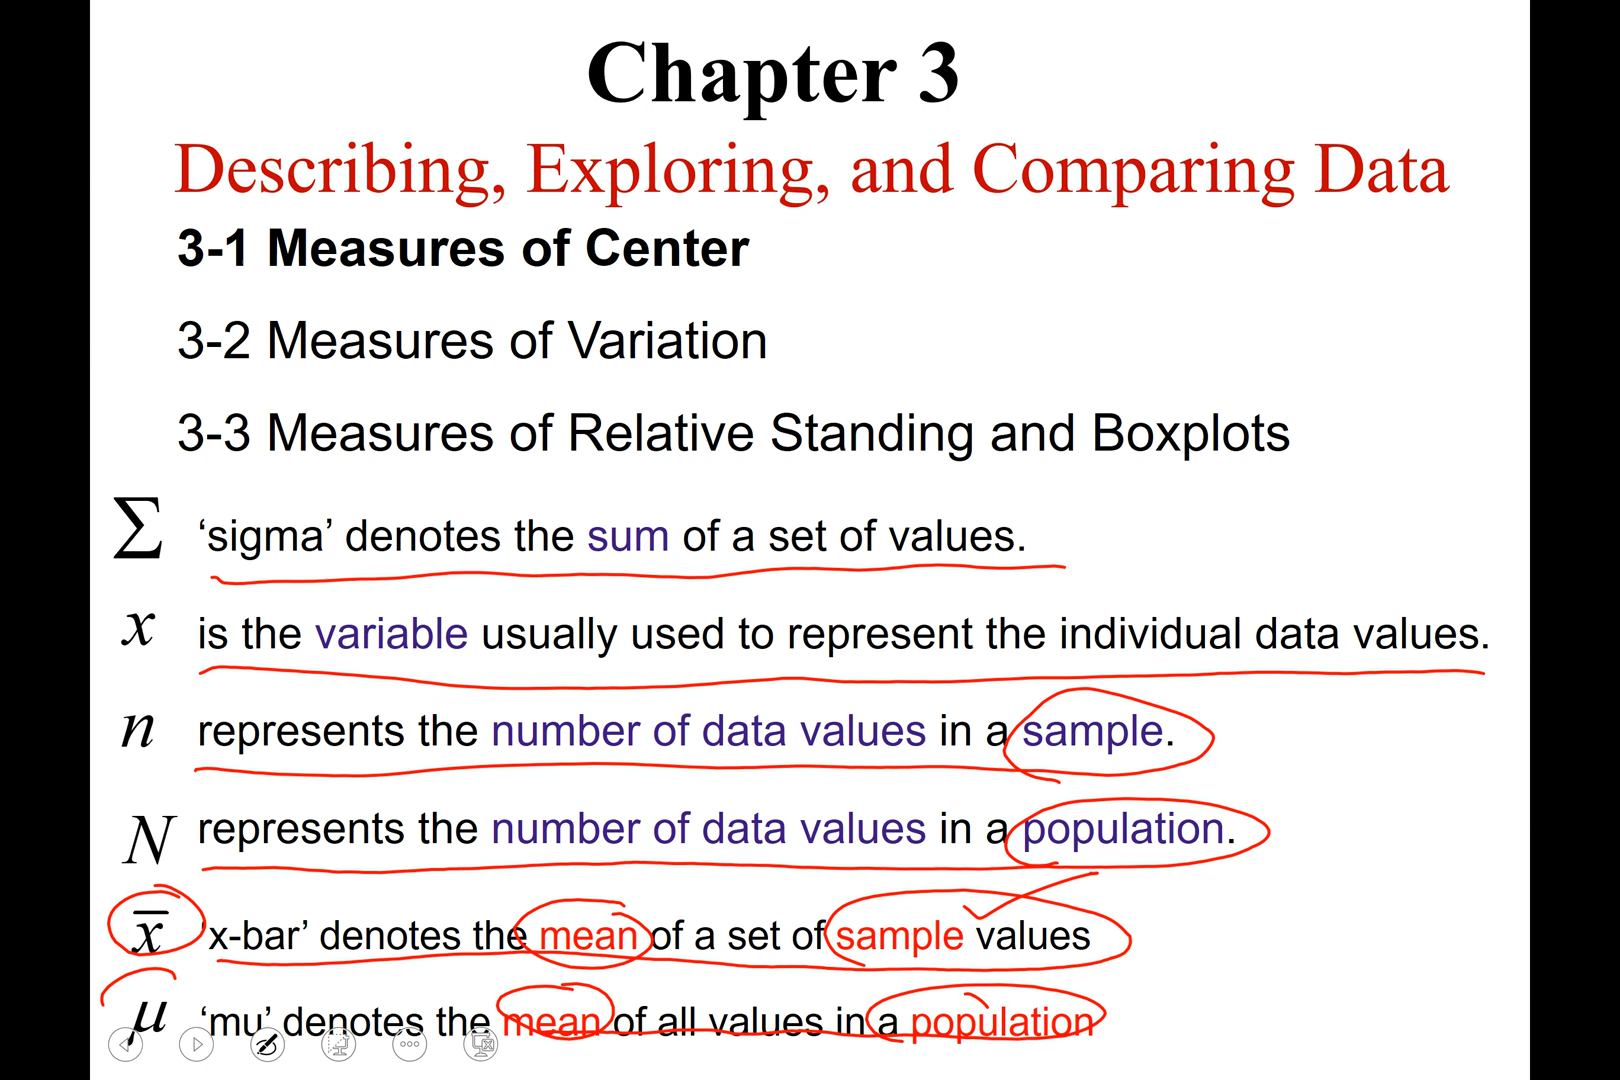 Chapter 3
Describing, Exploring, and Comparing Data
3-1 Measures of Center
3-2 Measures of Variation
3-3 Measures of Relative Standing and Boxplots
Σ ‘sigma’ denotes the sum of a set of values.
x is the variable usually used to represent the individual data values.
n represents the number of data values in a sample.
N represents the number of data values in a population.
x̄ ‘x-bar’ denotes the mean of a set of sample values
μ ‘mu’ denotes the mean of all values in a population